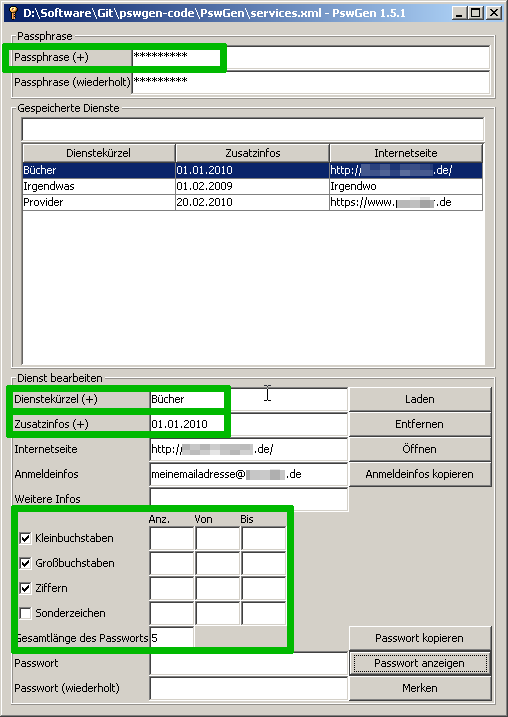 D:\Software\Git\pswgen-code\PswGen\services.xml - PswGen 1.5.1
Passphrase
Passphrase (+) *********
Passphrase (wiederholt) *********
Gespeicherte Dienste
Dienstekürzel Zusatzinfos Internetseite
Bücher 01.01.2010 http:// .de/
Irgendwas 01.02.2009 Irgendwo
Provider 20.02.2010 https://www. .de
Dienst bearbeiten
Dienstekürzel (+) Bücher Laden
Zusatzinfos (+) 01.01.2010 Entfernen
Internetseite http:// .de/ Öffnen
Anmeldeinfos meinemailadresse@ .de Anmeldeinfos kopieren
Weitere Infos
Anz. Von Bis
Kleinbuchstaben
Großbuchstaben
Ziffern
Sonderzeichen
Gesamtlänge des Passworts 5 Passwort kopieren
Passwort Passwort anzeigen
Passwort (wiederholt) Merken